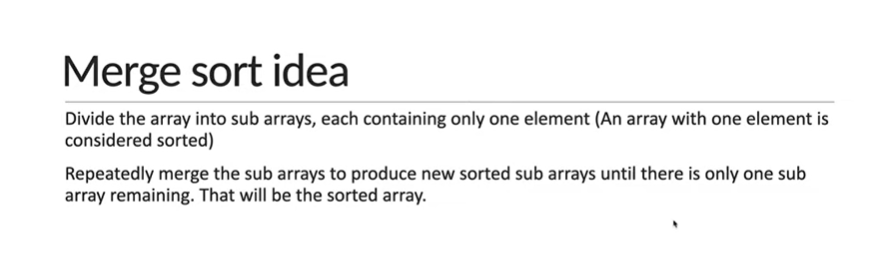 Merge sort idea
Divide the array into sub arrays, each containing only one element (An array with one element is
considered sorted)
Repeatedly merge the sub arrays to produce new sorted sub arrays until there is only one sub
array remaining. That will be the sorted array.